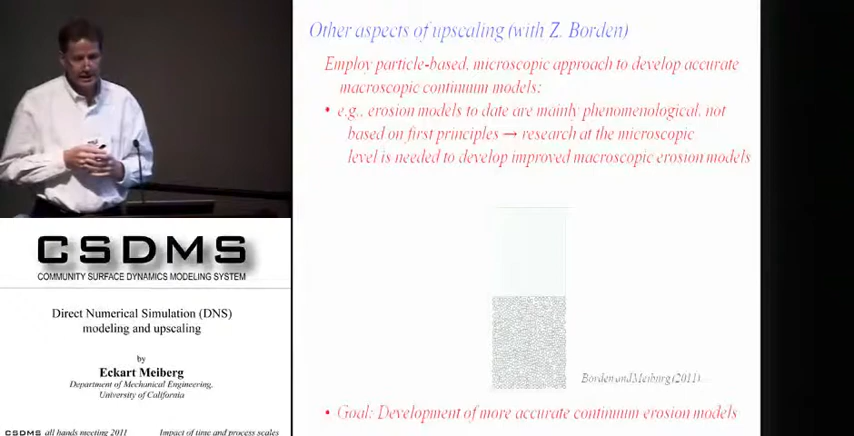 Other aspects of upscaling (with Z. Borden)
Employ particle-based, microscopic approach to develop accurate
macroscopic continuum models:
• e.g., erosion models to date are mainly phenomenological, not
based on first principles → research at the microscopic
level is needed to develop improved macroscopic erosion models
Borden and Meiburg (2011)...
• Goal: Development of more accurate continuum erosion models
CSDMS
COMMUNITY SURFACE DYNAMICS MODELING SYSTEM
Direct Numerical Simulation (DNS)
modeling and upscaling
by
Eckart Meiberg
Department of Mechanical Engineering,
University of California
CSDMS all hands meeting 2011 Impact of time and process scales